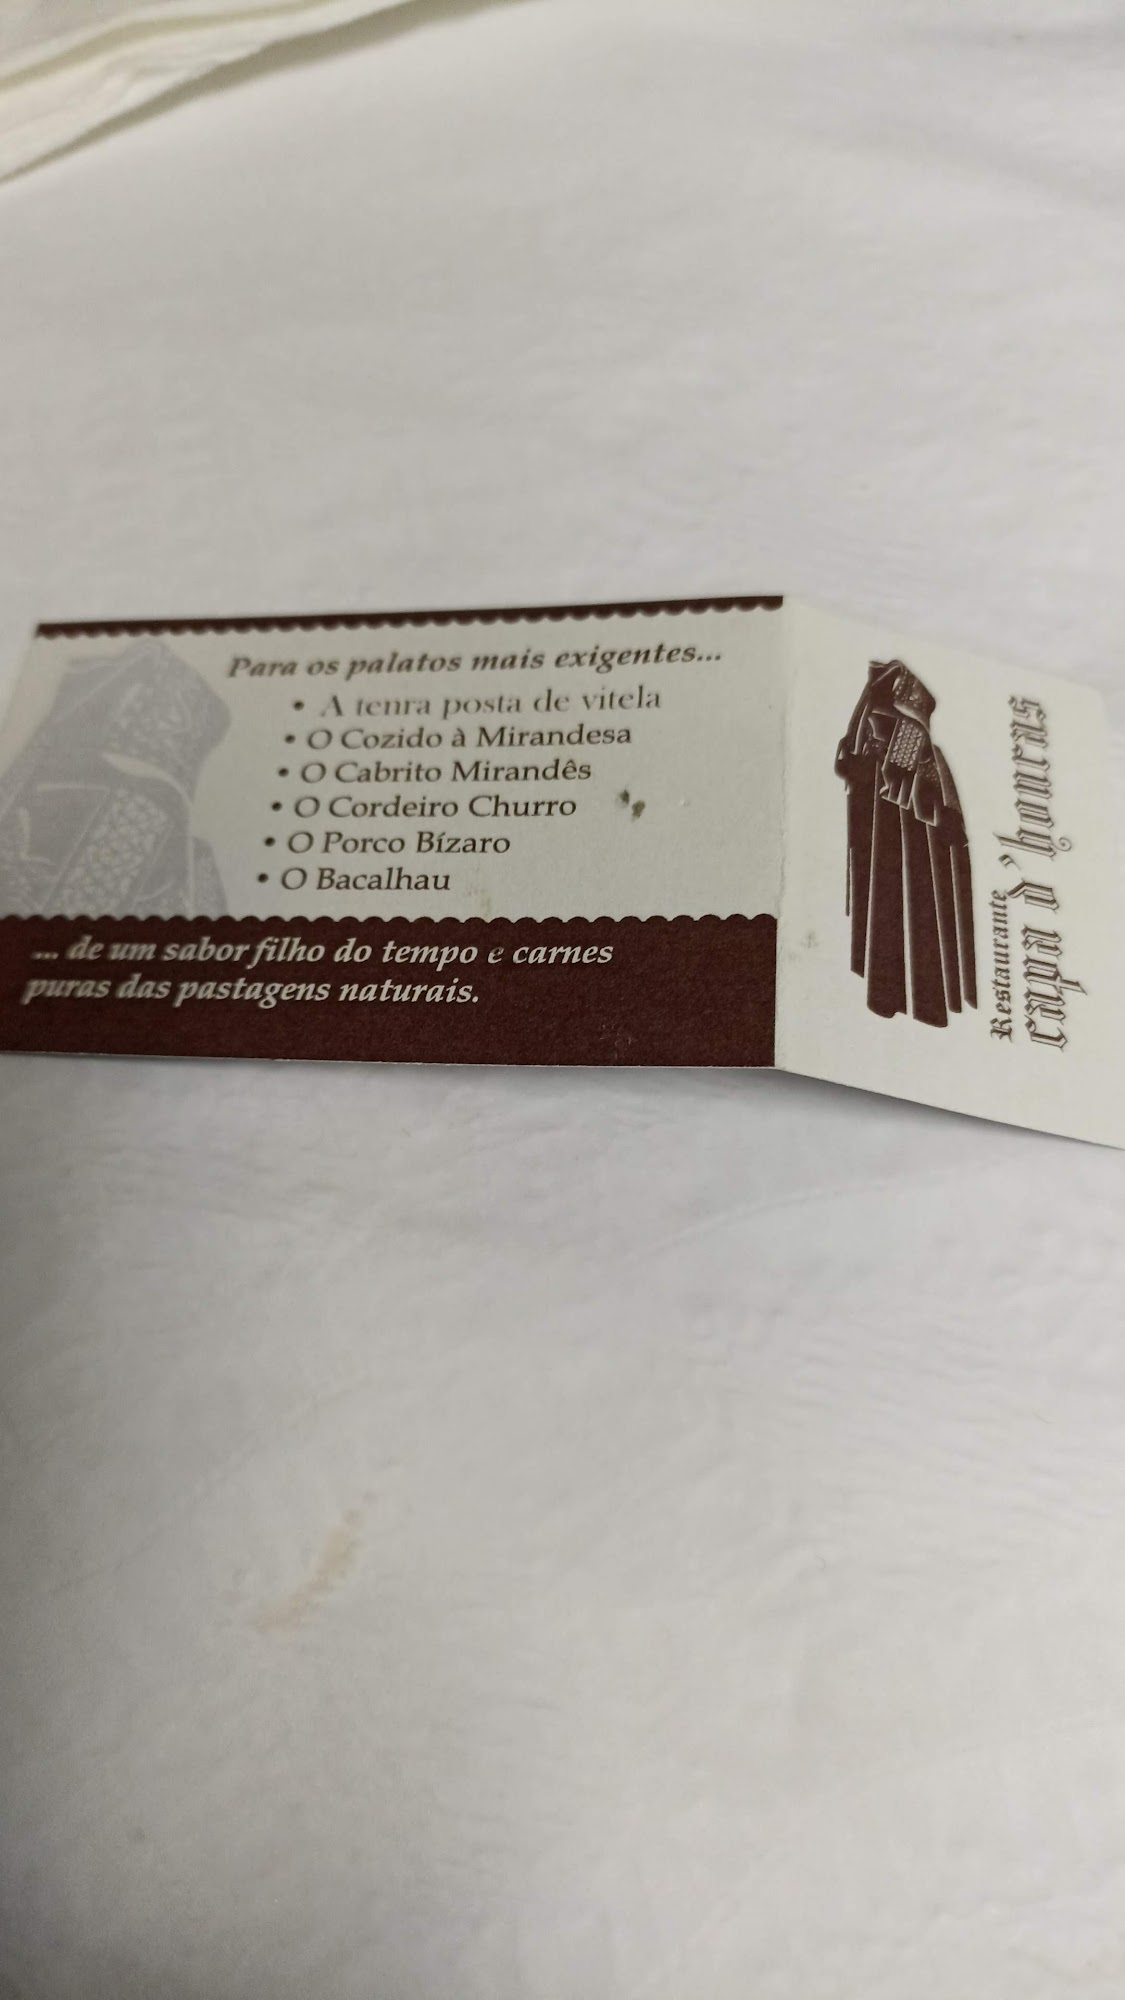 Para os palatos mais exigentes...
• A tenra posta de vitela
• O Cozido à Mirandesa
• O Cabrito Mirandês
• O Cordeiro Churro
• O Porco Bízaro
• O Bacalhau
... de um sabor filho do tempo e carnes
puras das pastagens naturais.
Restaurante
capa d'honras